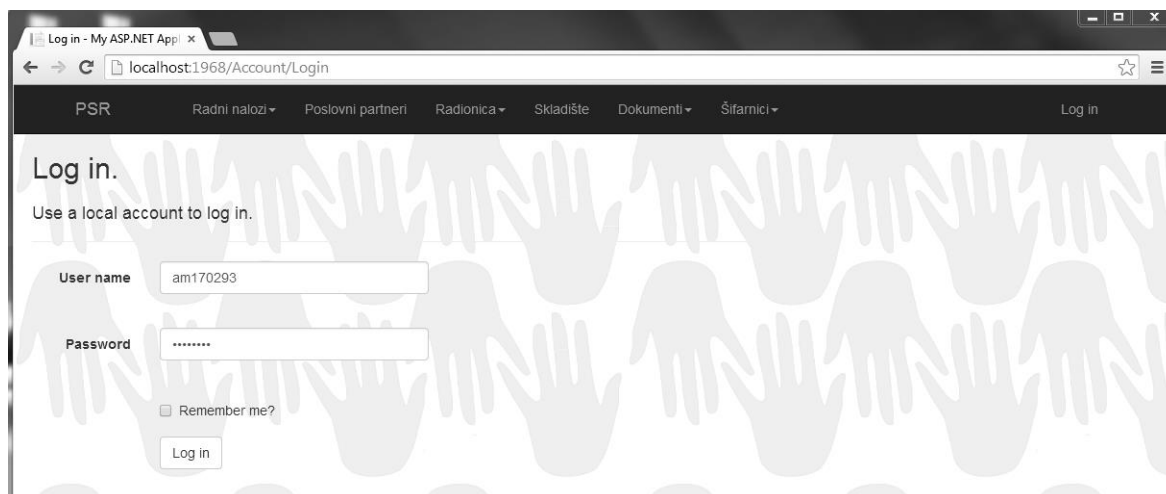 Log in - My ASP.NET Appl
localhost:1968/Account/Login
PSR Radni nalozi Poslovni partneri Radionica Skladište Dokumenti Šifarnici Log in
Log in.
Use a local account to log in.
User name am170293
Password ••••••••
Remember me?
Log in